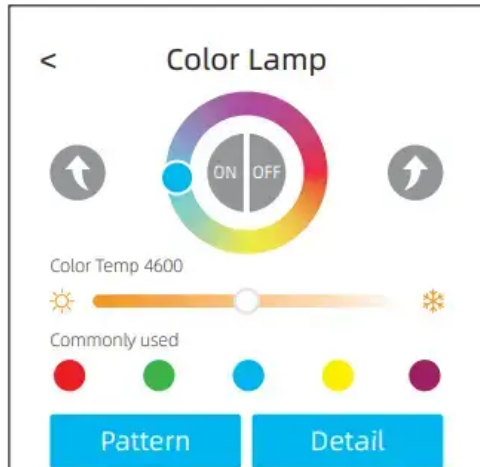 < Color Lamp
ON OFF
Color Temp 4600
Commonly used
Pattern Detail